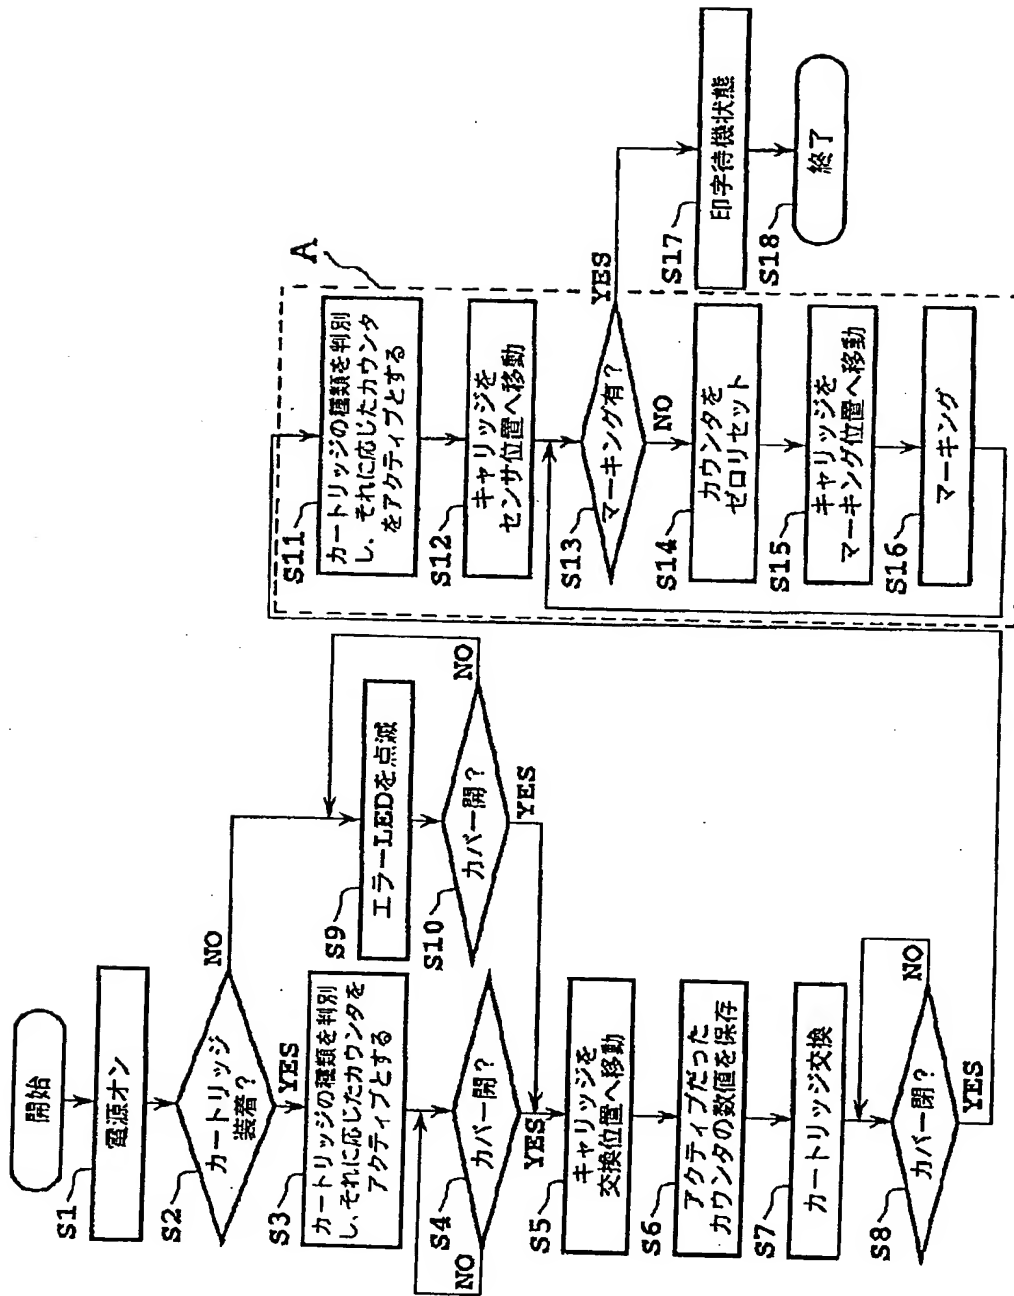 開始
S1
電源オン
S2
カートリッジ
装着？
NO
YES
S3
カートリッジの種類を判別
し、それに応じたカウンタを
アクティブとする
S4
カバー開？
NO
YES
S5
キャリッジを
交換位置へ移動
S6
アクティブだった
カウンタの数値を保存
S7
カートリッジ交換
S8
カバー閉？
NO
YES
S9
エラーLEDを点滅
S10
カバー開？
NO
YES
A
S11
カートリッジの種類を判別
し、それに応じたカウンタ
をアクティブとする
S12
キャリッジを
センサ位置へ移動
S13
マーキング有？
YES
NO
S14
カウンタを
ゼロリセット
S15
キャリッジを
マーキング位置へ移動
S16
マーキング
S17
印字待機状態
S18
終了